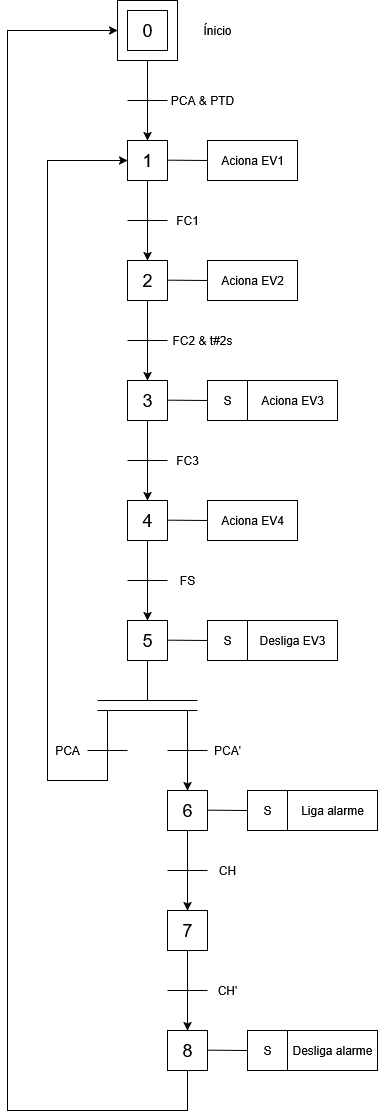 0
Ínicio
PCA & PTD
1
Aciona EV1
FC1
2
Aciona EV2
FC2 & t#2s
3
S
Aciona EV3
FC3
4
Aciona EV4
FS
5
S
Desliga EV3
PCA
PCA'
6
S
Liga alarme
CH
7
CH'
8
S
Desliga alarme